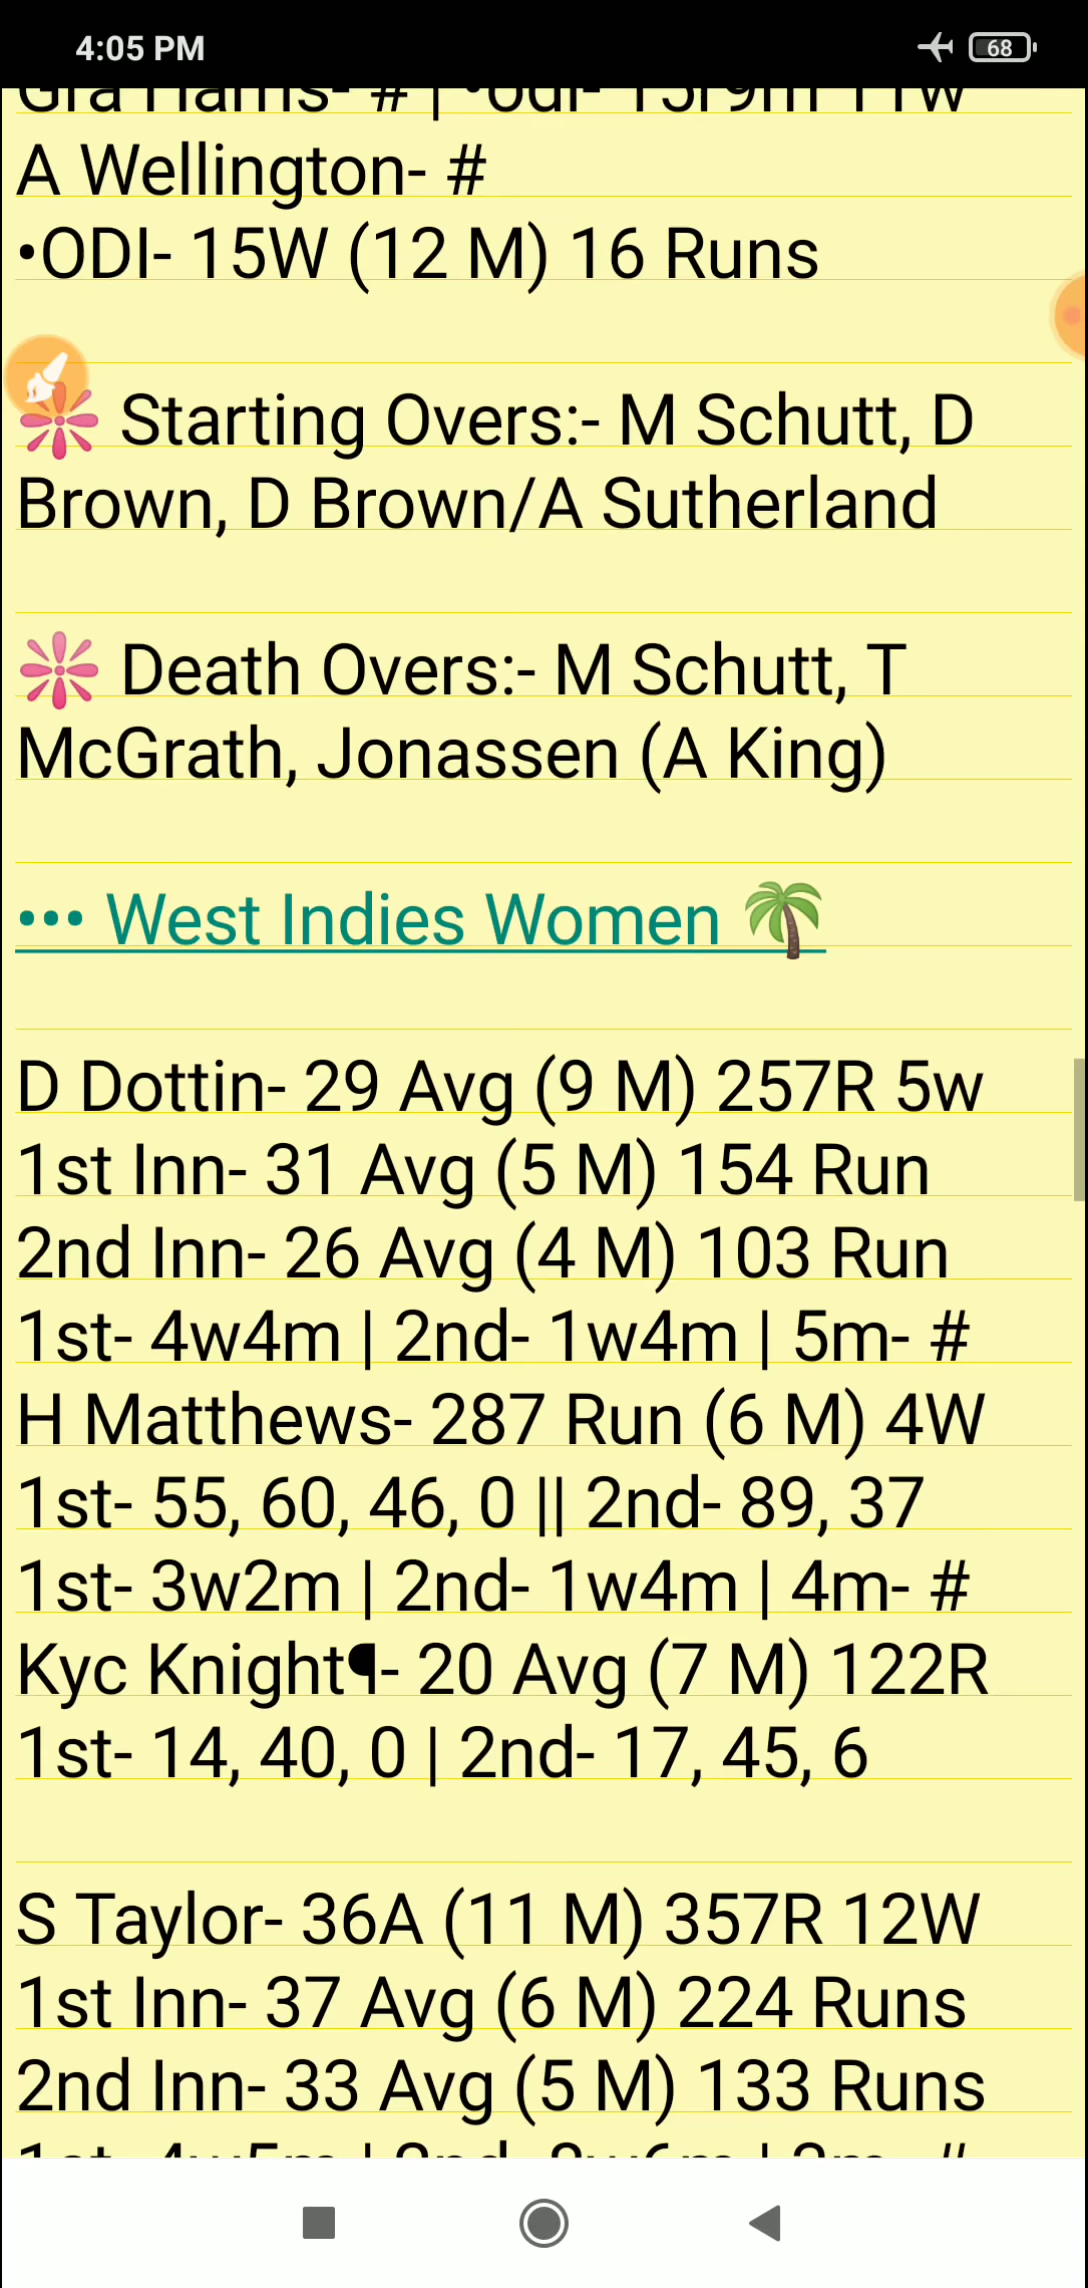 4:05 PM
68
A Wellington- #
•ODI- 15W (12 M) 16 Runs
Starting Overs:- M Schutt, D
Brown, D Brown/A Sutherland
Death Overs:- M Schutt, T
McGrath, Jonassen (A King)
••• West Indies Women 🌴
D Dottin- 29 Avg (9 M) 257R 5w
1st Inn- 31 Avg (5 M) 154 Run
2nd Inn- 26 Avg (4 M) 103 Run
1st- 4w4m | 2nd- 1w4m | 5m- #
H Matthews- 287 Run (6 M) 4W
1st- 55, 60, 46, 0 || 2nd- 89, 37
1st- 3w2m | 2nd- 1w4m | 4m- #
Kyc Knight¶- 20 Avg (7 M) 122R
1st- 14, 40, 0 | 2nd- 17, 45, 6
S Taylor- 36A (11 M) 357R 12W
1st Inn- 37 Avg (6 M) 224 Runs
2nd Inn- 33 Avg (5 M) 133 Runs